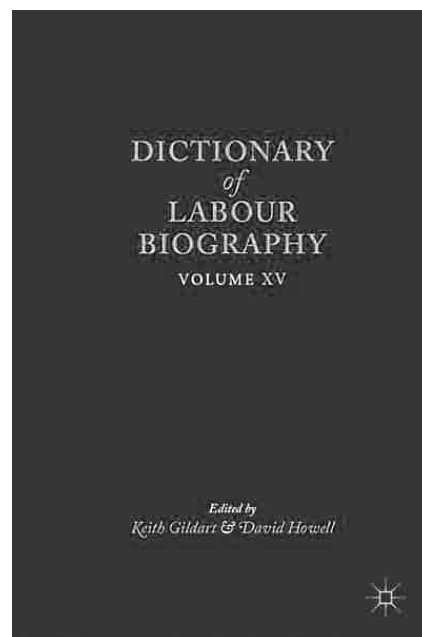 DICTIONARY
of
LABOUR
BIOGRAPHY
VOLUME XV
Edited by
Keith Gildart & David Howell